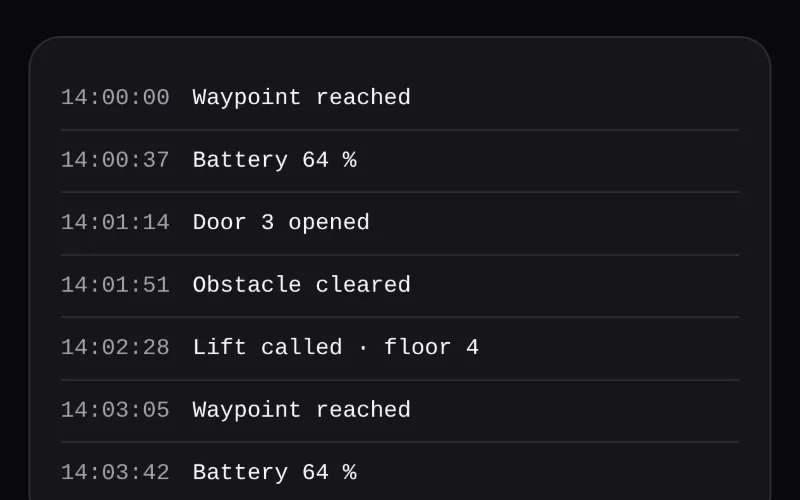 14:00:00 Waypoint reached
14:00:37 Battery 64 %
14:01:14 Door 3 opened
14:01:51 Obstacle cleared
14:02:28 Lift called · floor 4
14:03:05 Waypoint reached
14:03:42 Battery 64 %